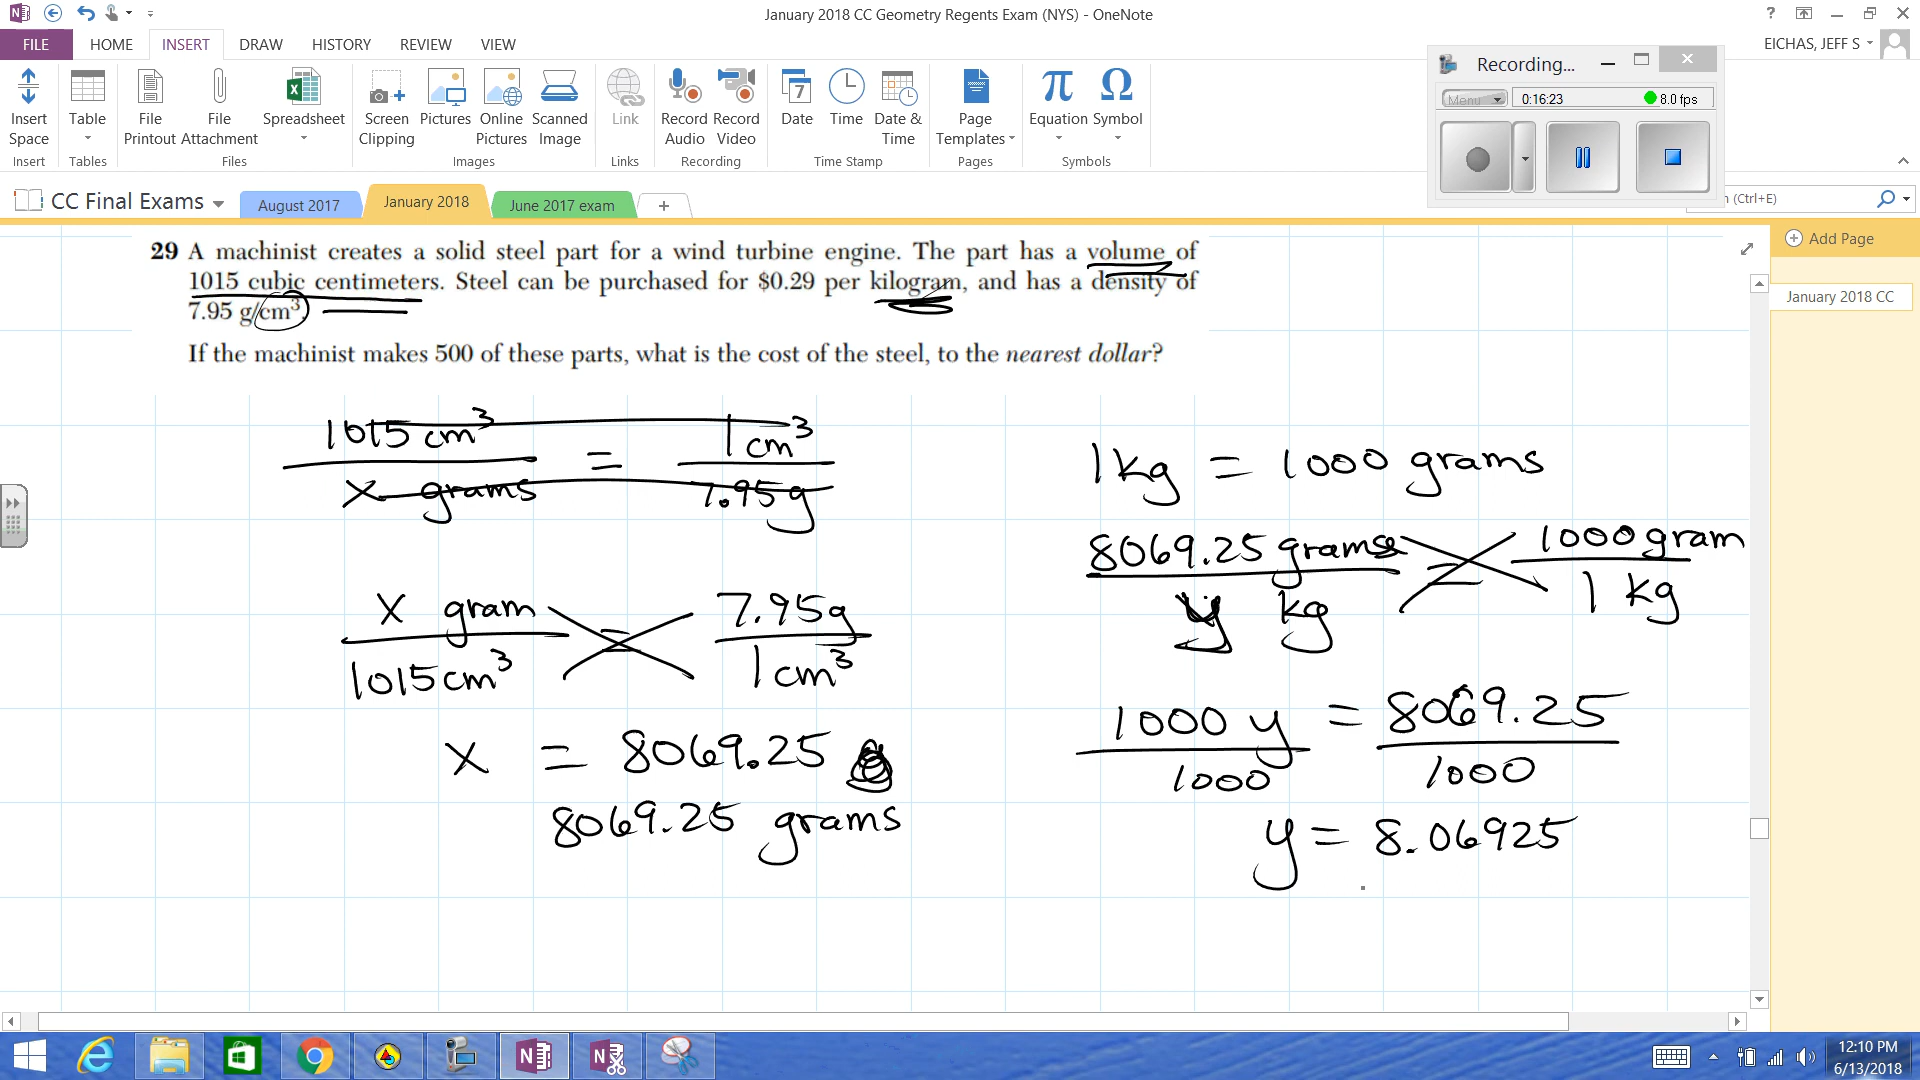 January 2018 CC Geometry Regents Exam (NYS) - OneNote
?
FILE HOME INSERT DRAW HISTORY REVIEW VIEW
EICHAS, JEFF S
Insert Space
Table
File Printout
File Attachment
Spreadsheet
Screen Clipping
Pictures
Online Pictures
Scanned Image
Link
Record Audio
Record Video
Date
Time
Date & Time
Page Templates
Equation
Symbol
Insert Tables Files Images Links Recording Time Stamp Pages Symbols
Recording...
Menu 0:16:23 8.0 fps
CC Final Exams August 2017 January 2018 June 2017 exam +
(Ctrl+E)
Add Page
January 2018 CC
29 A machinist creates a solid steel part for a wind turbine engine. The part has a volume of
1015 cubic centimeters. Steel can be purchased for $0.29 per kilogram, and has a density of
7.95 g/cm³.
If the machinist makes 500 of these parts, what is the cost of the steel, to the nearest dollar?
1015 cm³ = 1 cm³
x grams 7.95g
x gram = 7.95g
1015 cm³ 1 cm³
x = 8069.25
8069.25 grams
1 kg = 1000 grams
8069.25 grams = 1000 gram
y kg 1 kg
1000 y = 8069.25
1000 1000
y = 8.06925
12:10 PM
6/13/2018